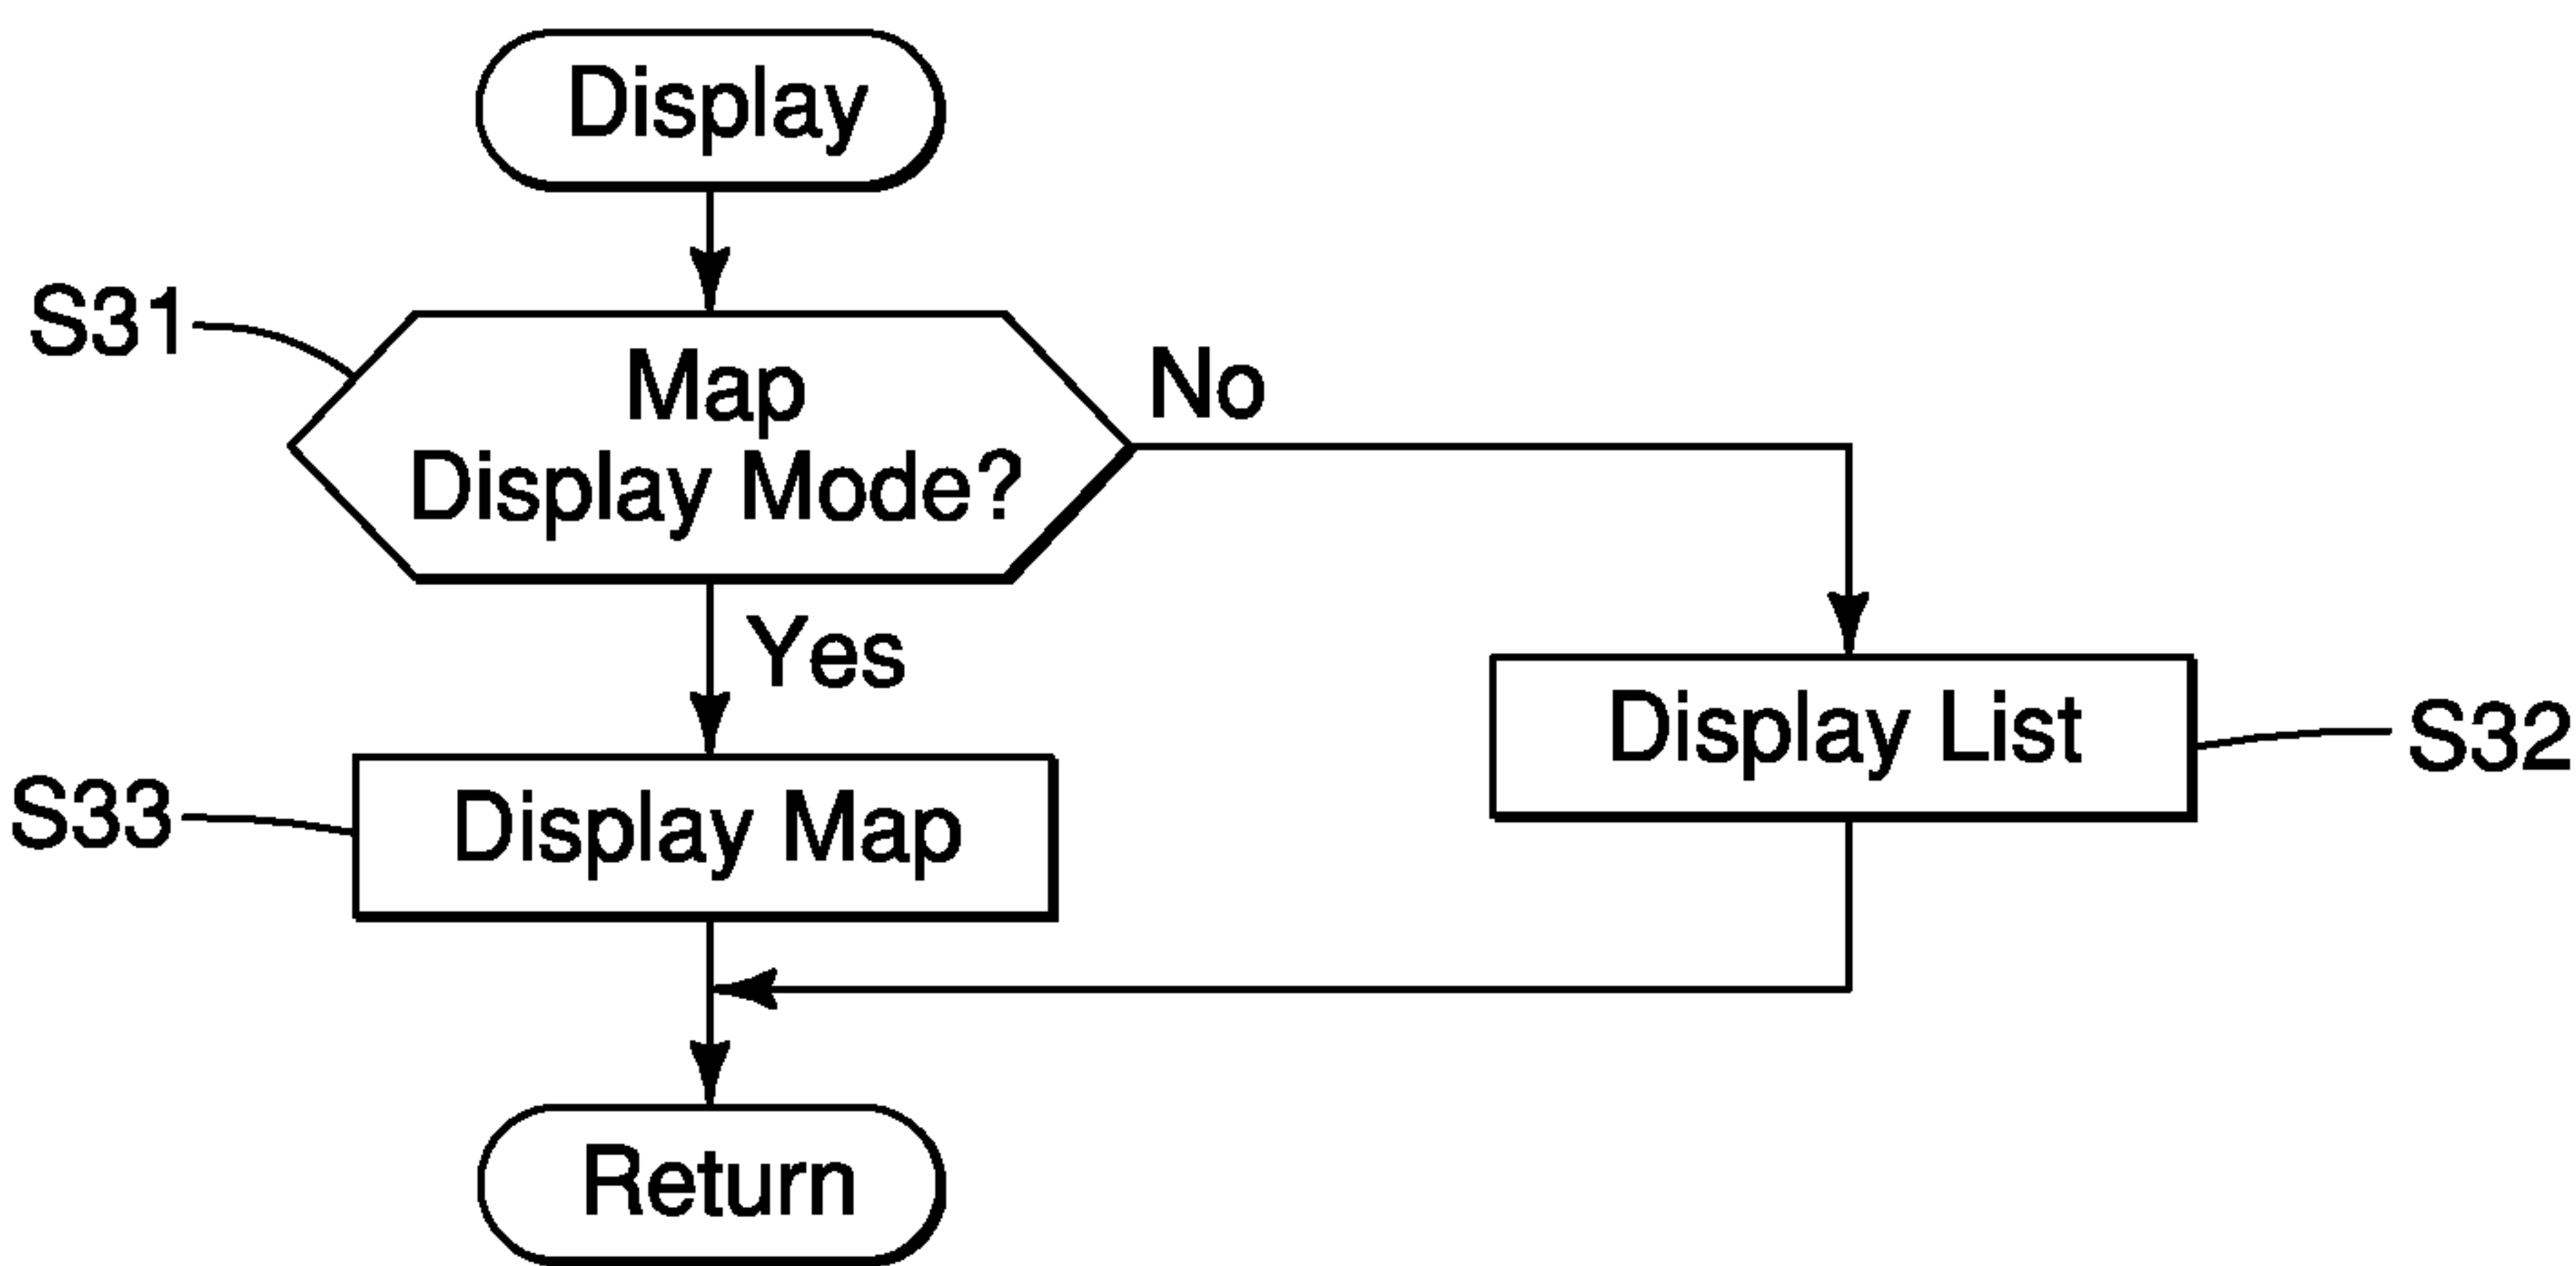 Display
S31
Map
Display Mode?
No
Yes
Display List
S32
S33
Display Map
Return